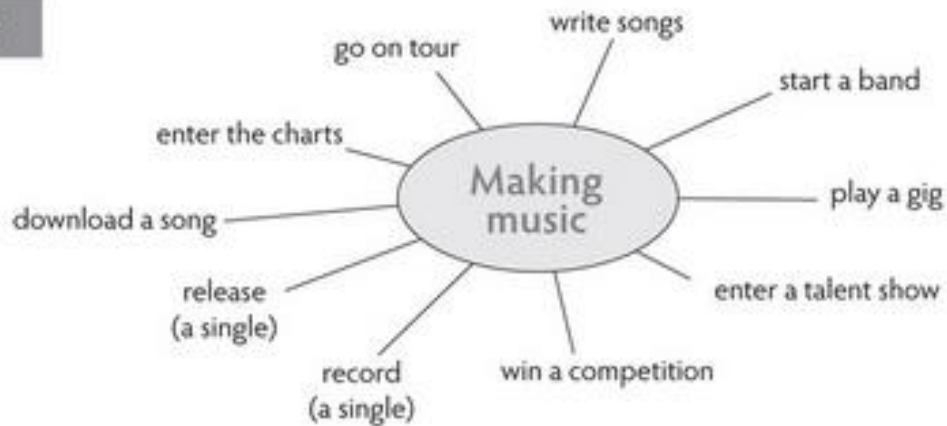 write songs
go on tour
start a band
enter the charts
Making
music
play a gig
download a song
release
(a single)
enter a talent show
record
(a single)
win a competition